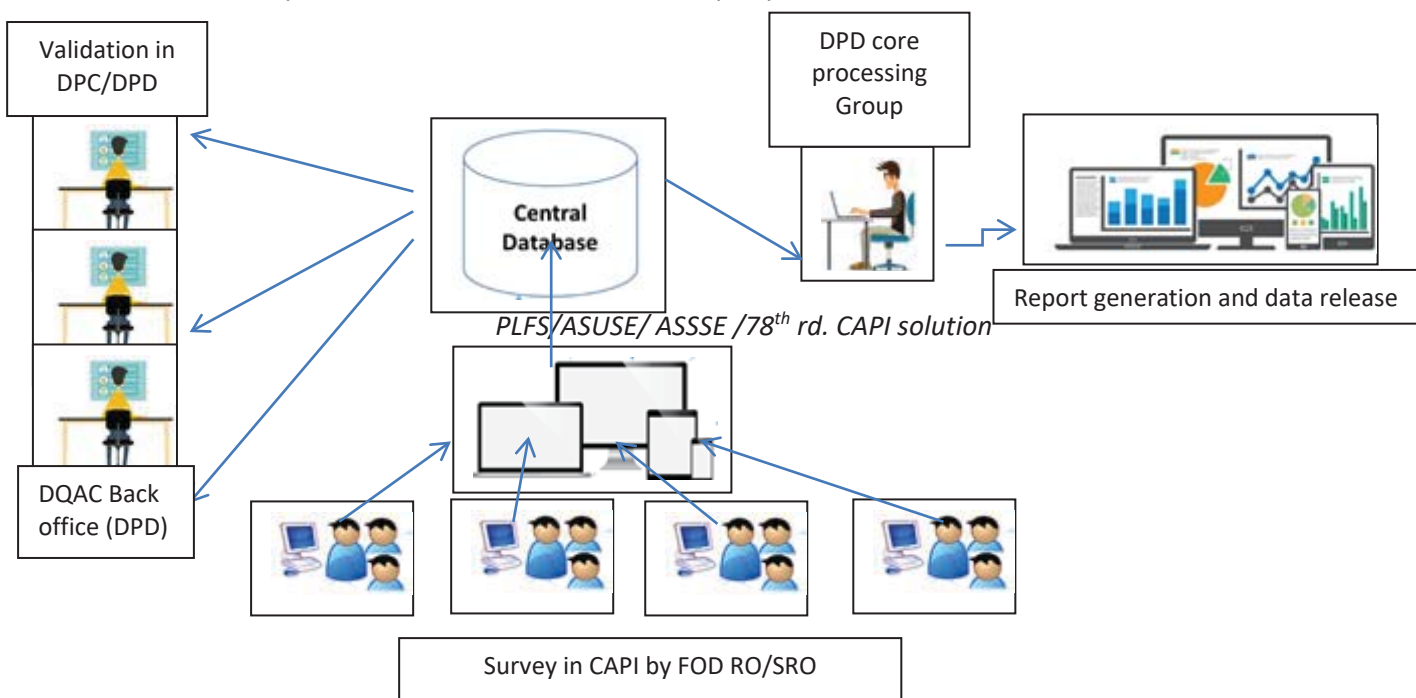 Validation in
DPC/DPD
DPD core
processing
Group
Central
Database
Report generation and data release
PLFS/ASUSE/ ASSSE /78th rd. CAPI solution
DQAC Back
office (DPD)
Survey in CAPI by FOD RO/SRO